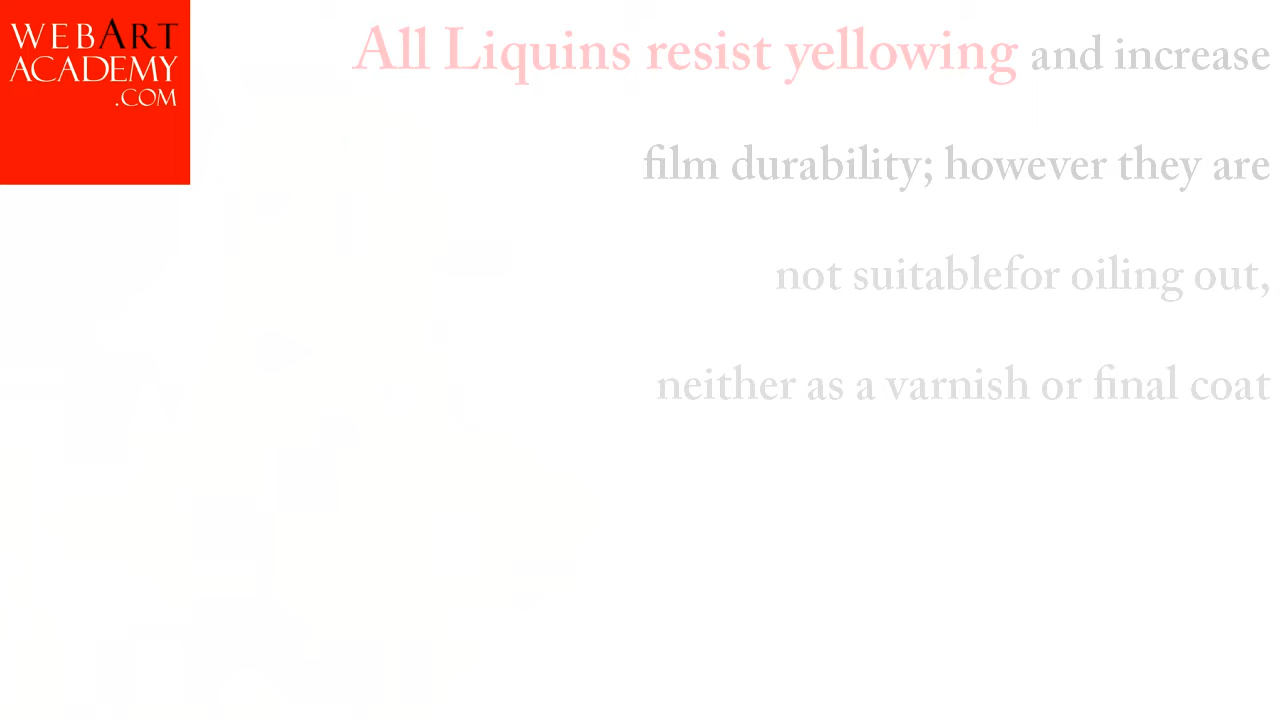 WEBART
ACADEMY
.COM
All Liquins resist yellowing and increase
film durability; however they are
not suitablefor oiling out,
neither as a varnish or final coat